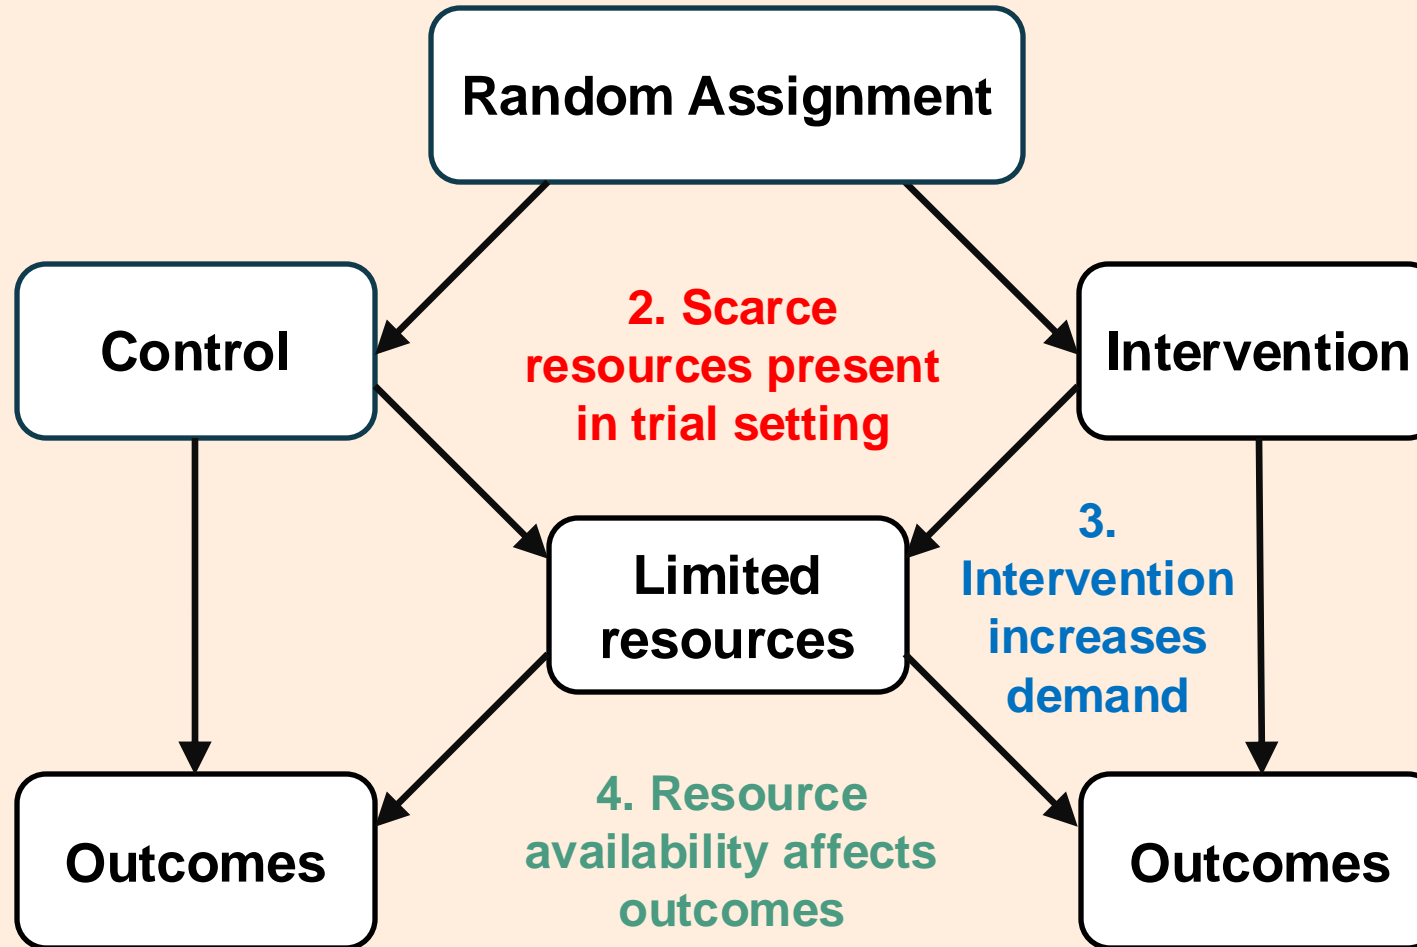 Random Assignment
Control
2. Scarce
resources present
in trial setting
Intervention
Limited
resources
3.
Intervention
increases
demand
Outcomes
4. Resource
availability affects
outcomes
Outcomes